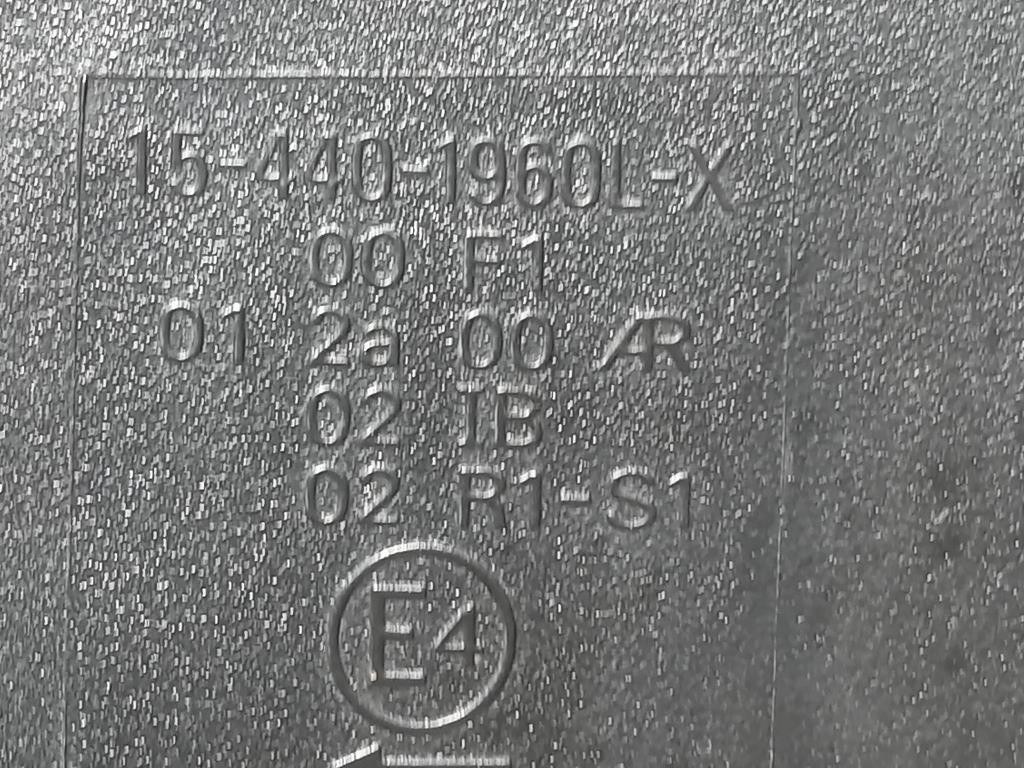 15-440-1960L-X
00 F1
01 2a 00 AR
02 IB
02 R1-S1
E4